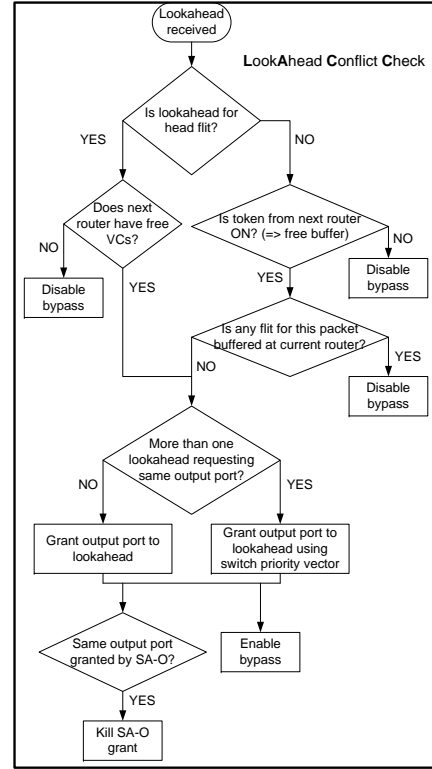 Lookahead
received
LookAhead Conflict Check
Is lookahead for
head flit?
YES
NO
Does next
router have free
VCs?
Is token from next router
ON? (=> free buffer)
NO
YES
YES
NO
Disable
bypass
Disable
bypass
Is any flit for this packet
buffered at current router?
NO
YES
Disable
bypass
More than one
lookahead requesting
same output port?
NO
YES
Grant output port to
lookahead
Grant output port to
lookahead using
switch priority vector
Same output port
granted by SA-O?
Enable
bypass
YES
Kill SA-O
grant